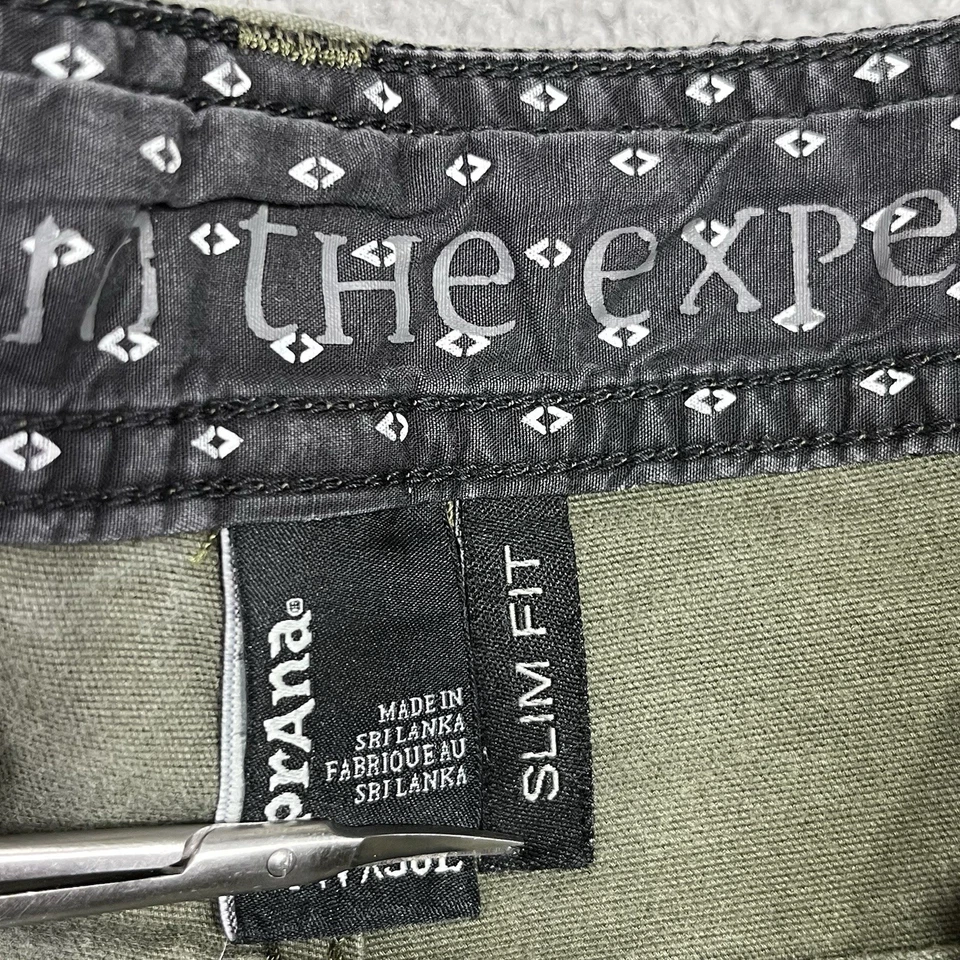 THE EXPE
prAna®
MADE IN
SRI LANKA
FABRIQUE AU
SRI LANKA
SLIM FIT